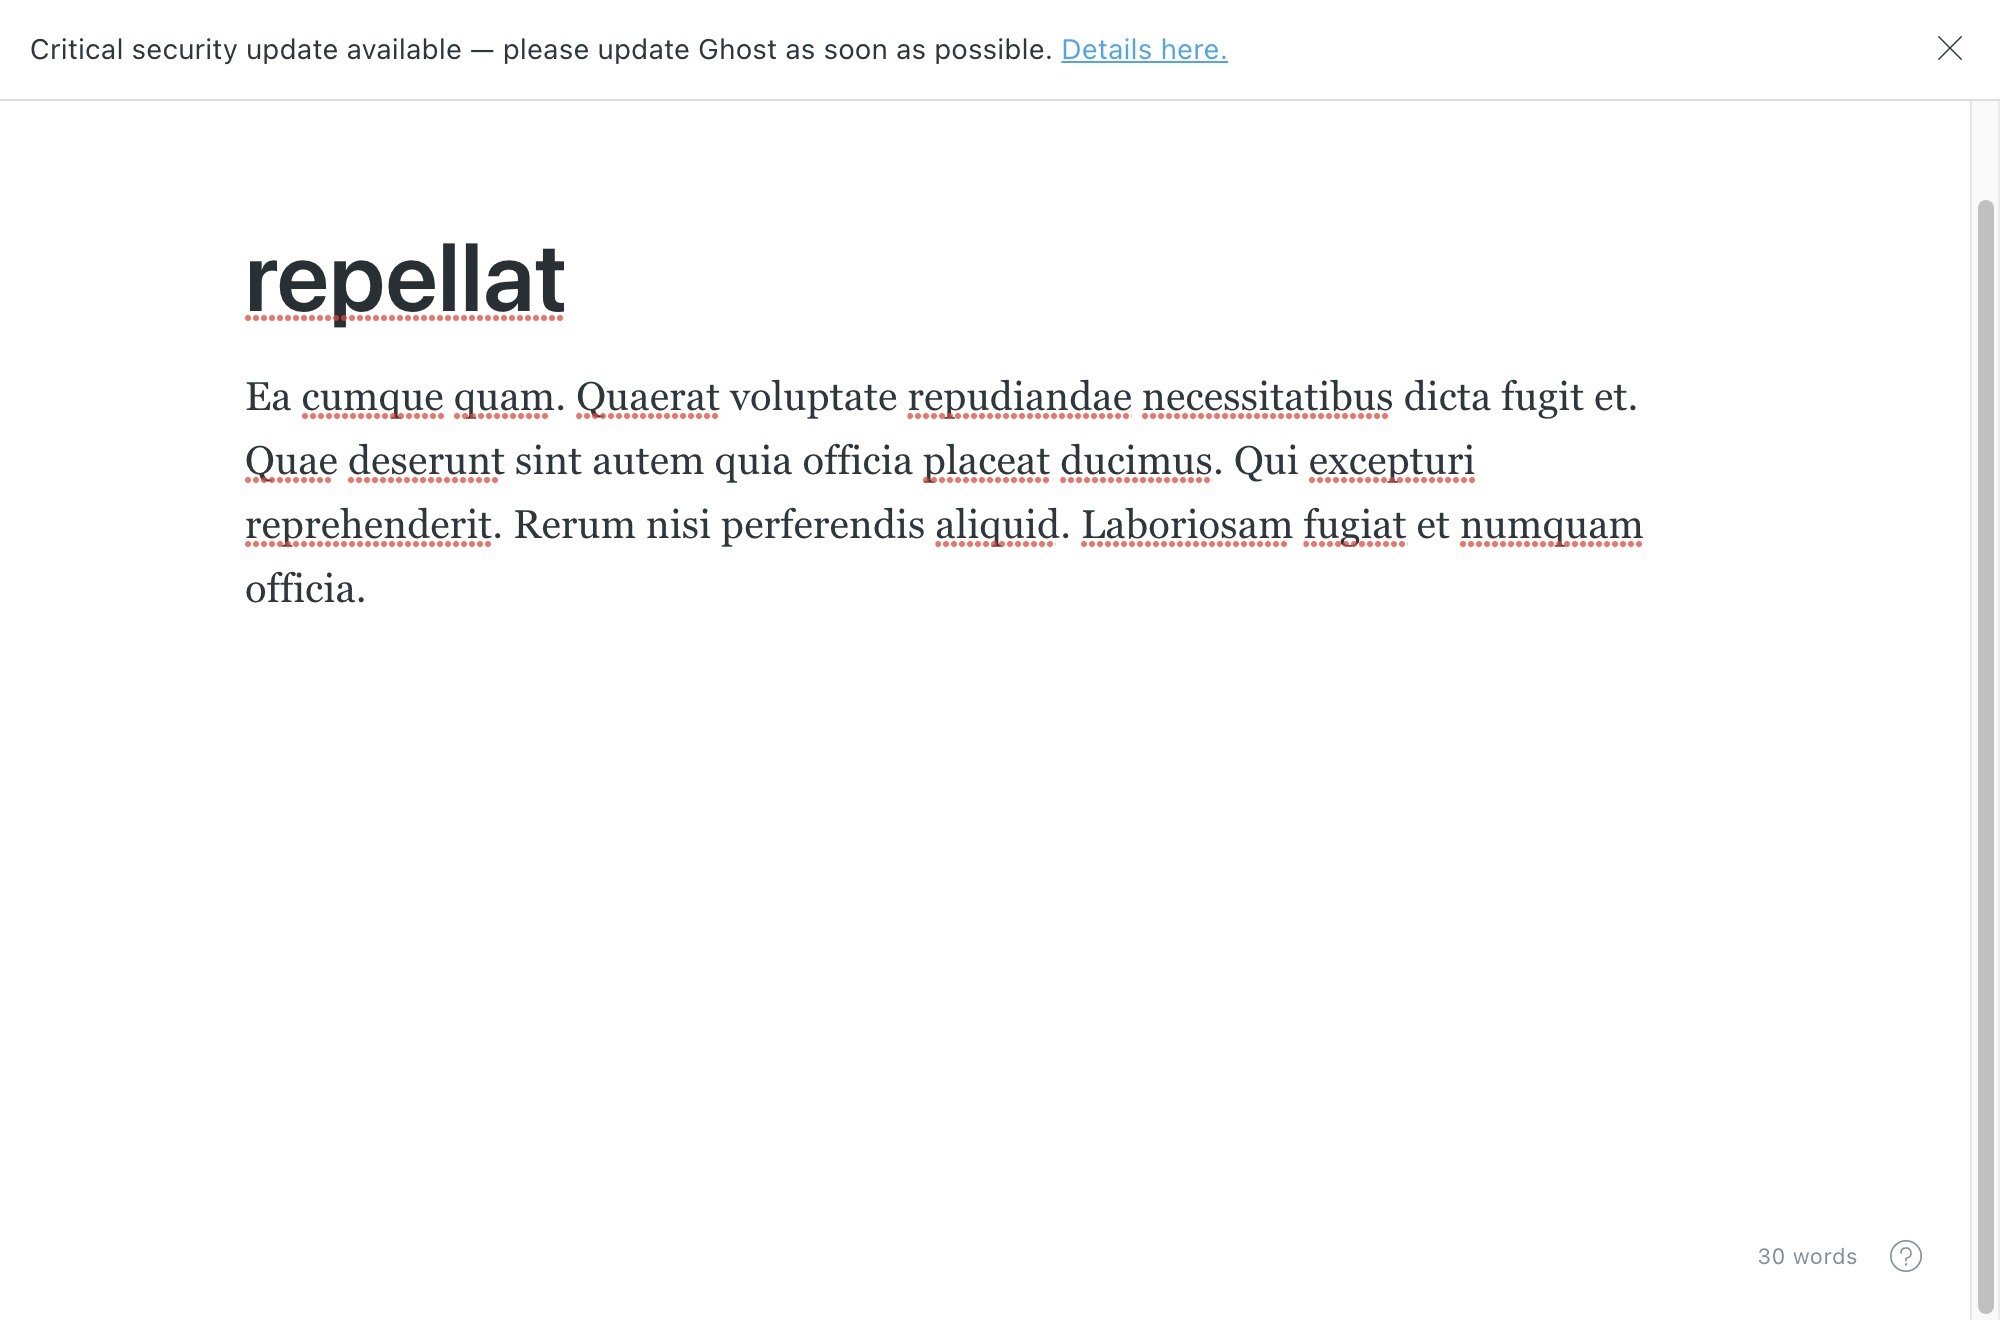 Critical security update available — please update Ghost as soon as possible. Details here.
repellat
Ea cumque quam. Quaerat voluptate repudiandae necessitatibus dicta fugit et.
Quae deserunt sint autem quia officia placeat ducimus. Qui excepturi
reprehenderit. Rerum nisi perferendis aliquid. Laboriosam fugiat et numquam
officia.
30 words